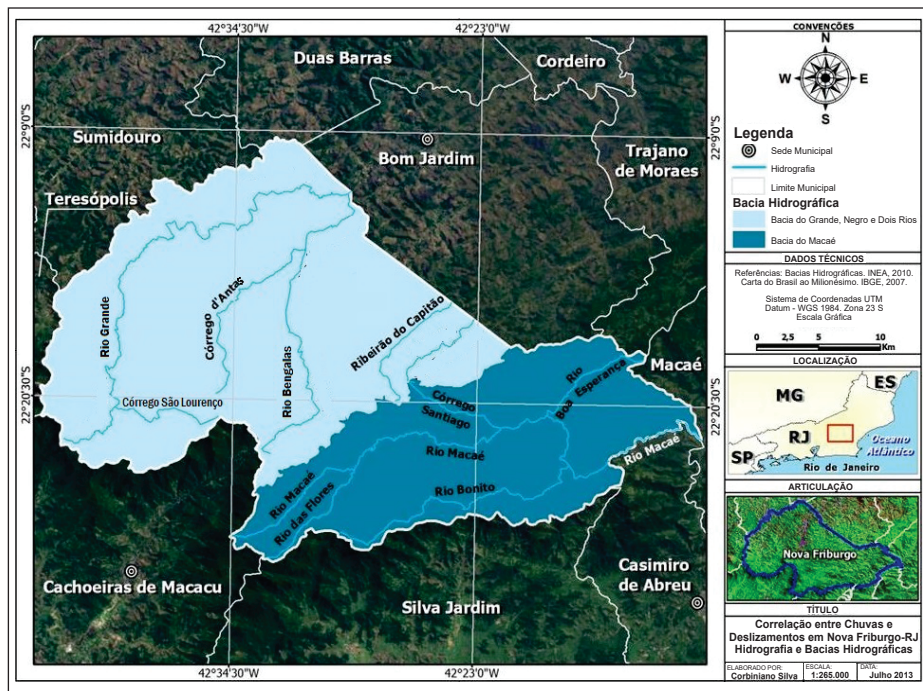 42°34'30"W
42°23'0"W
Duas Barras
Cordeiro
22°9'0"S
22°9'0"S
Sumidouro
Bom Jardim
Trajano
de Moraes
Teresópolis
Rio Grande
Córrego
d'Antas
Rio Bengalas
Ribeirão do Capitão
Macaé
22°20'30"S
22°20'30"S
Córrego São Lourenço
Córrego
Santiago
Rio
Boa Esperança
Rio Macaé
Rio Macaé
Rio Macaé
Rio das Flores
Rio Bonito
Cachoeiras de Macacu
Silva Jardim
Casimiro
de Abreu
42°34'30"W
42°23'0"W
CONVENÇÕES
N
W
E
S
Legenda
Sede Municipal
Hidrografia
Limite Municipal
Bacia Hidrográfica
Bacia do Grande, Negro e Dois Rios
Bacia do Macaé
DADOS TÉCNICOS
Referências: Bacias Hidrográficas. INEA, 2010.
Carta do Brasil ao Milionésimo. IBGE, 2007.
Sistema de Coordenadas UTM
Datum - WGS 1984. Zona 23 S
Escala Gráfica
0 2,5 5 10
Km
LOCALIZAÇÃO
MG
ES
RJ
SP
Oceano
Atlântico
Rio de Janeiro
ARTICULAÇÃO
Nova Friburgo
TÍTULO
Correlação entre Chuvas e
Deslizamentos em Nova Friburgo-RJ
Hidrografia e Bacias Hidrográficas
ELABORADO POR:
Corbiniano Silva
ESCALA:
1:265.000
DATA:
Julho 2013